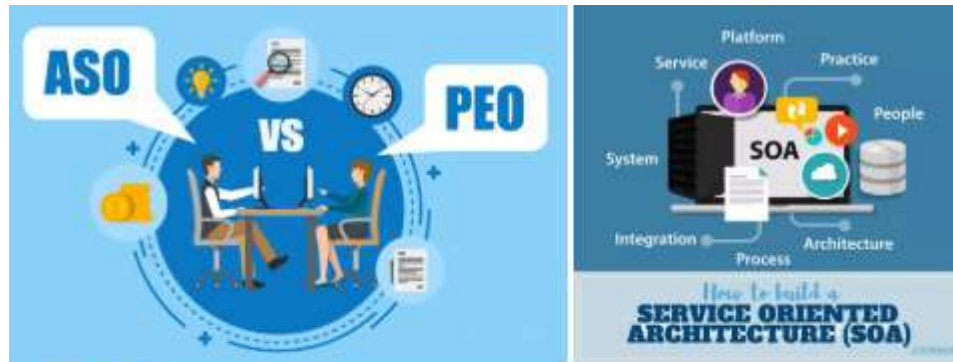 ASO
VS
PEO
Platform
Service
Practice
People
SOA
System
Integration
Architecture
Process
How to build a
SERVICE ORIENTED
ARCHITECTURE (SOA)